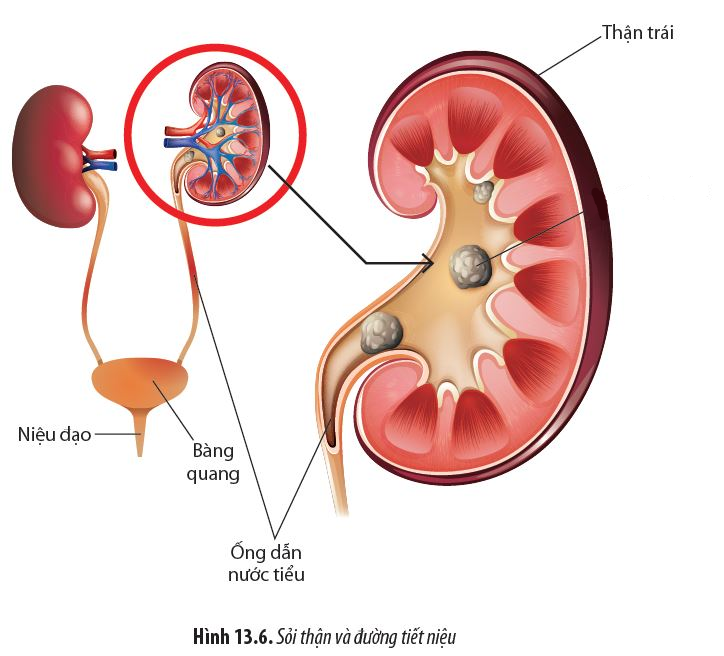 Thận trái
Niệu đạo
Bàng
quang
Ống dẫn
nước tiểu
Hình 13.6. Sỏi thận và đường tiết niệu